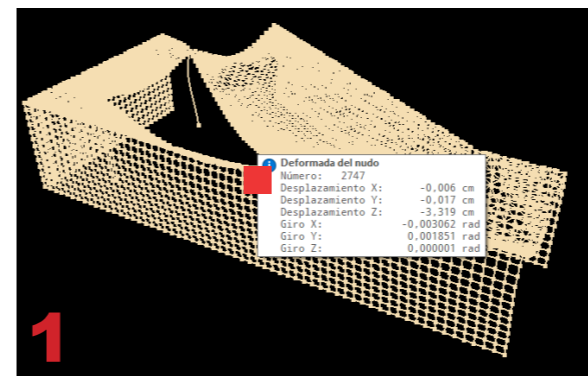 Deformada del nudo
Número: 2747
Desplazamiento X: -0,006 cm
Desplazamiento Y: -0,017 cm
Desplazamiento Z: -3,319 cm
Giro X: -0,003062 rad
Giro Y: 0,001851 rad
Giro Z: 0,000001 rad
1